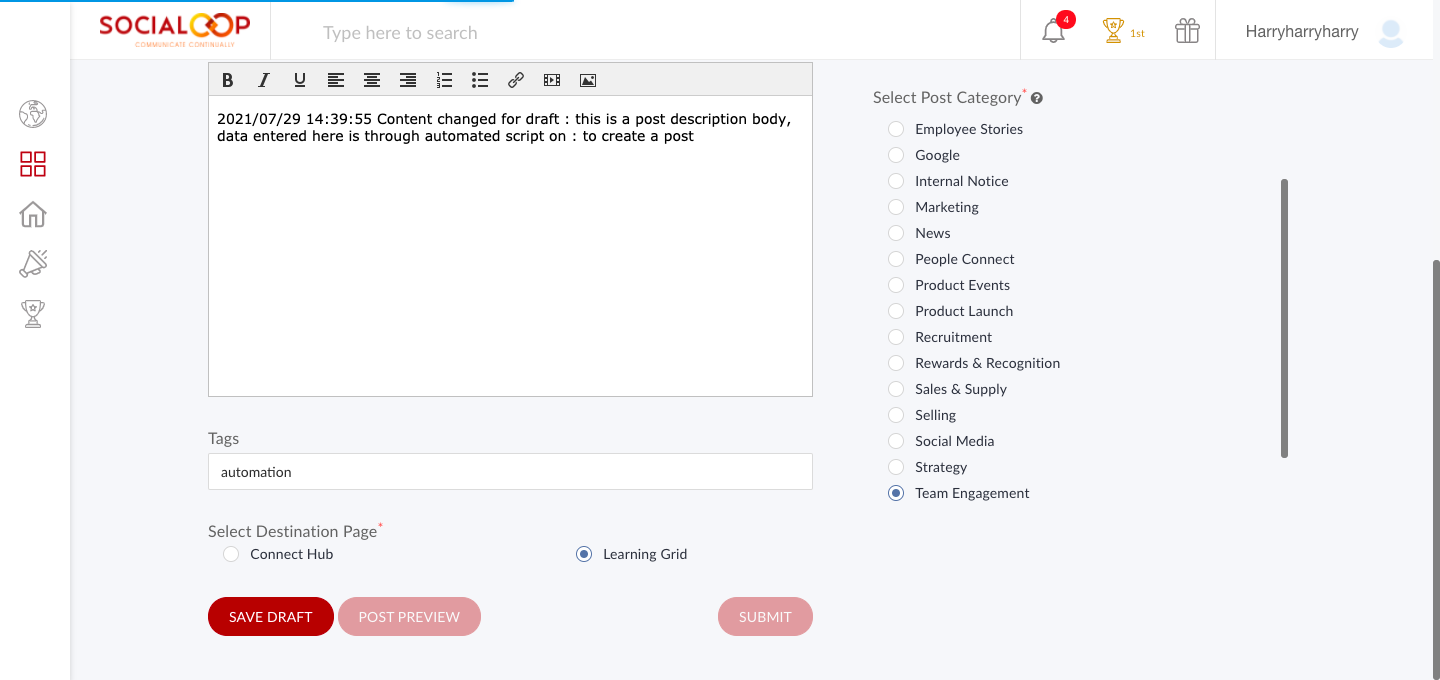 SOCIALOOP
COMMUNICATE CONTINUALLY
Type here to search
4
1st
Harryharryharry
B I U
2021/07/29 14:39:55 Content changed for draft : this is a post description body,
data entered here is through automated script on : to create a post
Tags
automation
Select Destination Page*
Connect Hub
Learning Grid
SAVE DRAFT
POST PREVIEW
SUBMIT
Select Post Category* ?
Employee Stories
Google
Internal Notice
Marketing
News
People Connect
Product Events
Product Launch
Recruitment
Rewards & Recognition
Sales & Supply
Selling
Social Media
Strategy
Team Engagement